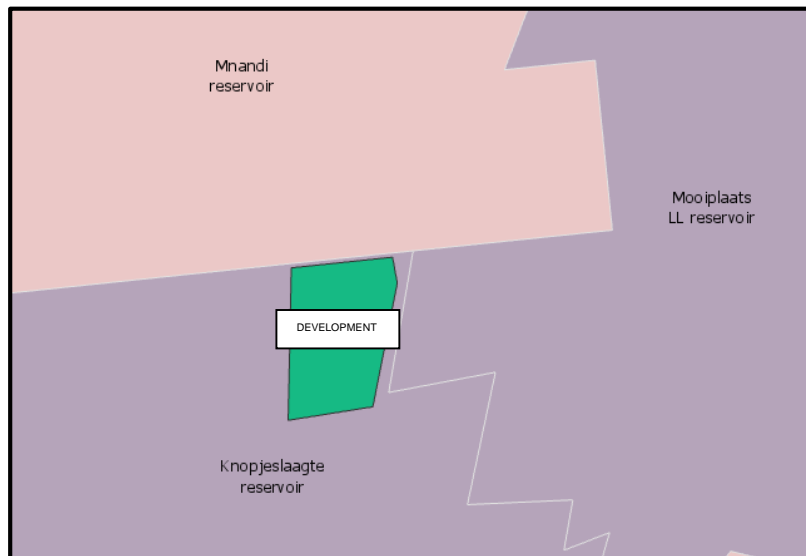 Mnandi
reservoir
Mooiplaats
LL reservoir
DEVELOPMENT
Knopjeslaagte
reservoir